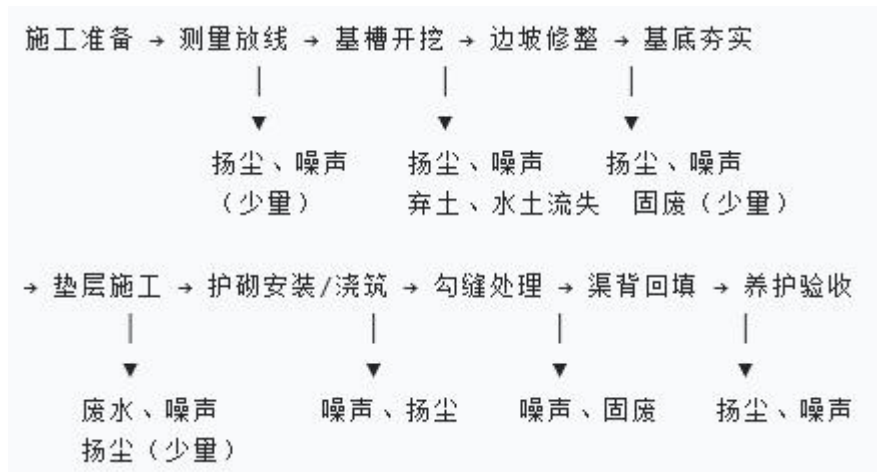 施工准备 → 测量放线 → 基槽开挖 → 边坡修整 → 基底夯实
扬尘、噪声 扬尘、噪声 扬尘、噪声
（少量） 弃土、水土流失 固废（少量）
→ 垫层施工 → 护砌安装/浇筑 → 勾缝处理 → 渠背回填 → 养护验收
废水、噪声 噪声、扬尘 噪声、固废 扬尘、噪声
扬尘（少量）